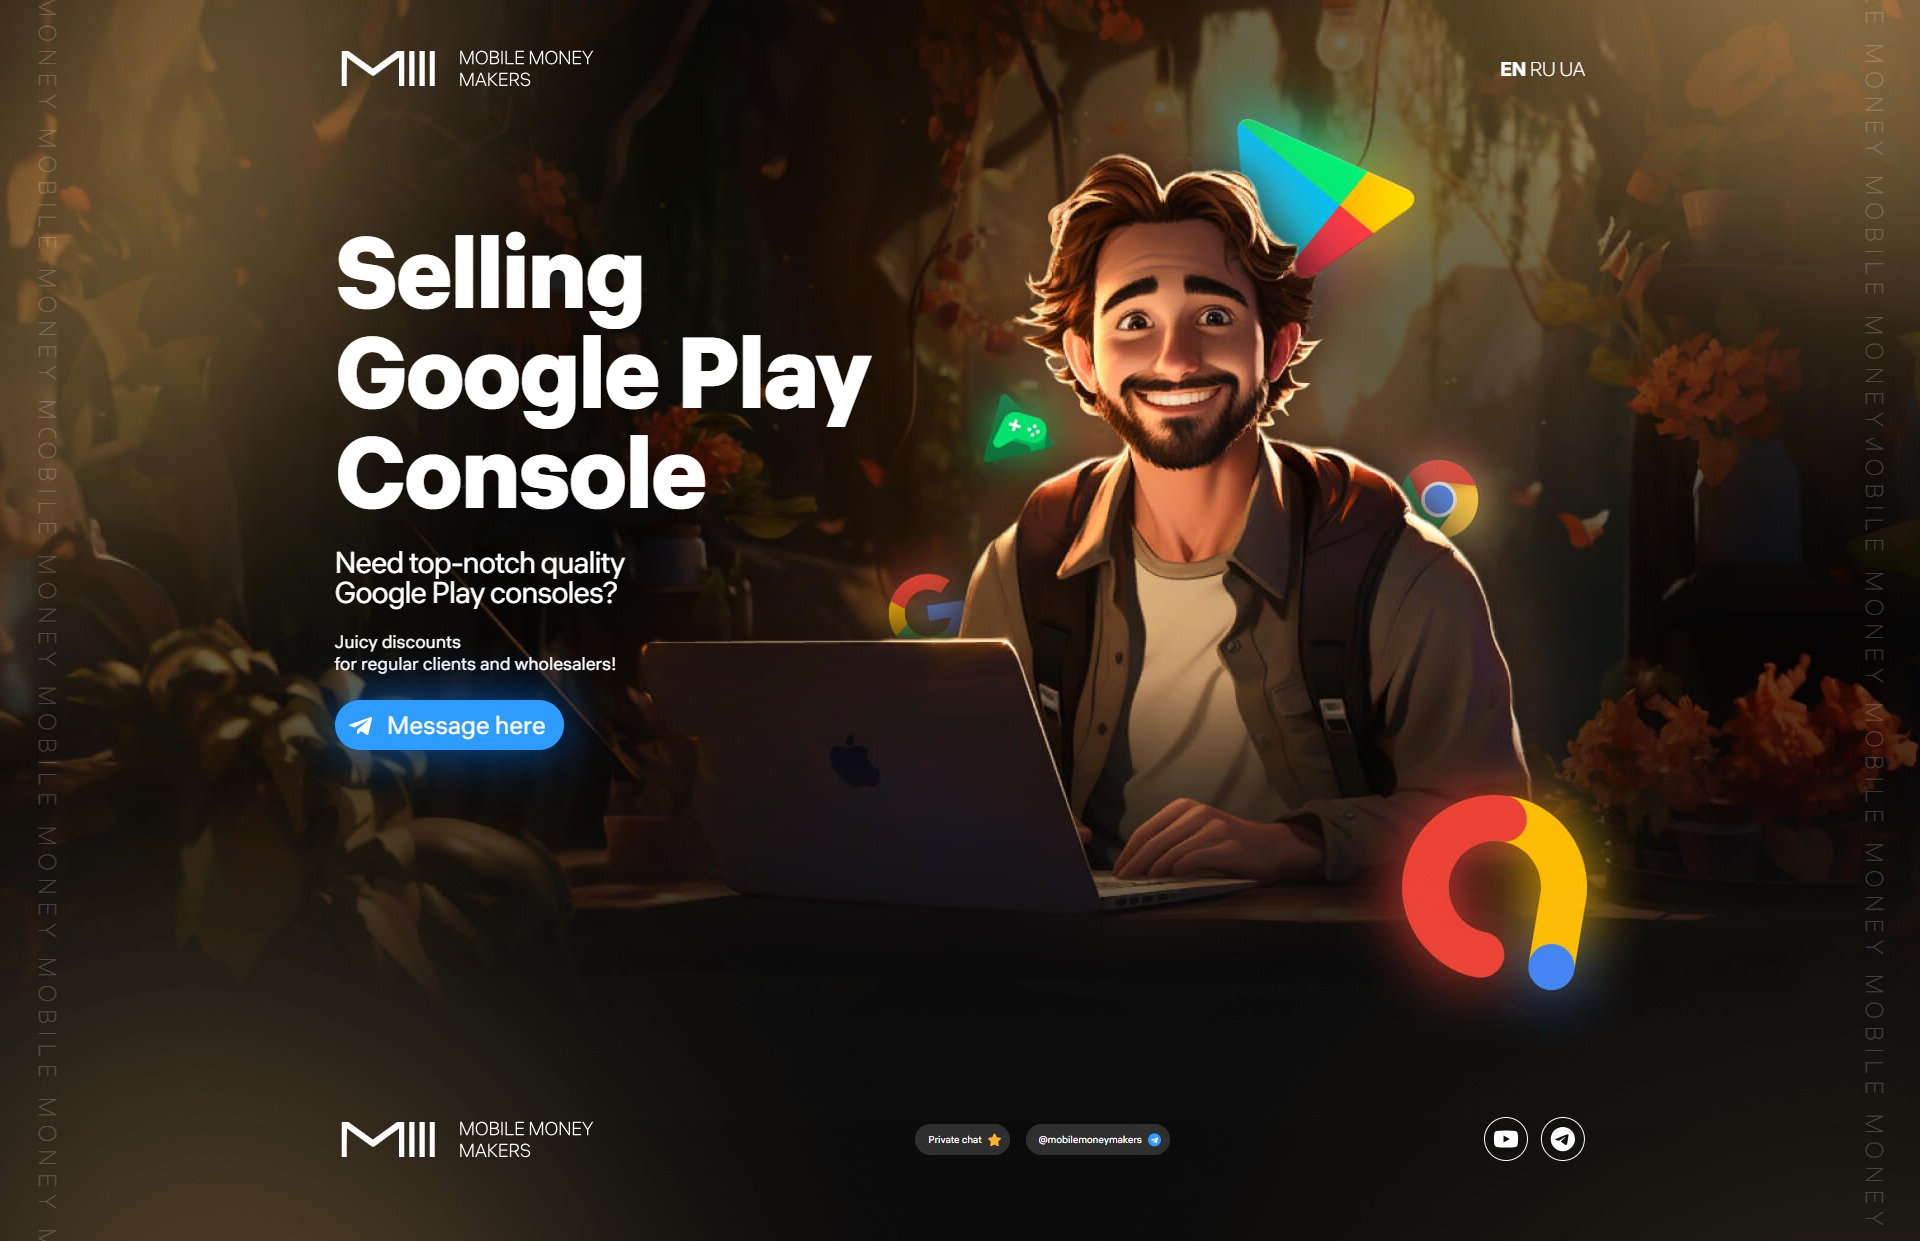 MOBILE MONEY
MAKERS
EN RU UA
Selling
Google Play
Console
Need top-notch quality
Google Play consoles?
Juicy discounts
for regular clients and wholesalers!
Message here
MOBILE MONEY
MAKERS
Private chat
@mobilemoneymakers
MONEY MOBILE MONEY MOBILE MONEY MOBILE MONEY MOBILE MONEY
MONEY MOBILE MONEY MOBILE MONEY MOBILE MONEY MOBILE MONEY